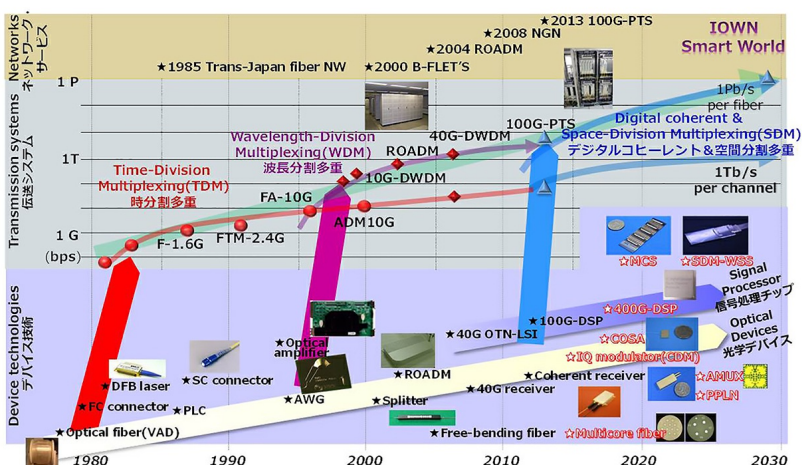 Networks
ネットワーク・
サービス
★2013 100G-PTS
★2008 NGN
★2004 ROADM
★1985 Trans-Japan fiber NW
★2000 B-FLET'S
IOWN
Smart World
Transmission systems
伝送システム
1 P
1T
1 G
(bps)
1Pb/s
per fiber
100G-PTS
Digital coherent &
Space-Division Multiplexing(SDM)
デジタルコヒーレント＆空間分割多重
1Tb/s
per channel
Wavelength-Division
Multiplexing(WDM)
波長分割多重
40G-DWDM
ROADM
10G-DWDM
Time-Division
Multiplexing(TDM)
時分割多重
FA-10G
ADM10G
F-1.6G
FTM-2.4G
Device technologies
デバイス技術
☆MCS
☆SDM-WSS
Signal
Processor
信号処理チップ
☆400G-DSP
★100G-DSP
★40G OTN-LSI
Optical
Devices
光学デバイス
☆COSA
☆IQ modulator(CDM)
★Optical
amplifier
★ROADM
★Coherent receiver
☆AMUX
☆PPLN
★DFB laser
★SC connector
★40G receiver
★AWG
★Splitter
★FC connector
★PLC
★Optical fiber(VAD)
★Free-bending fiber
☆Multicore fiber
1980
1990
2000
2010
2020
2030